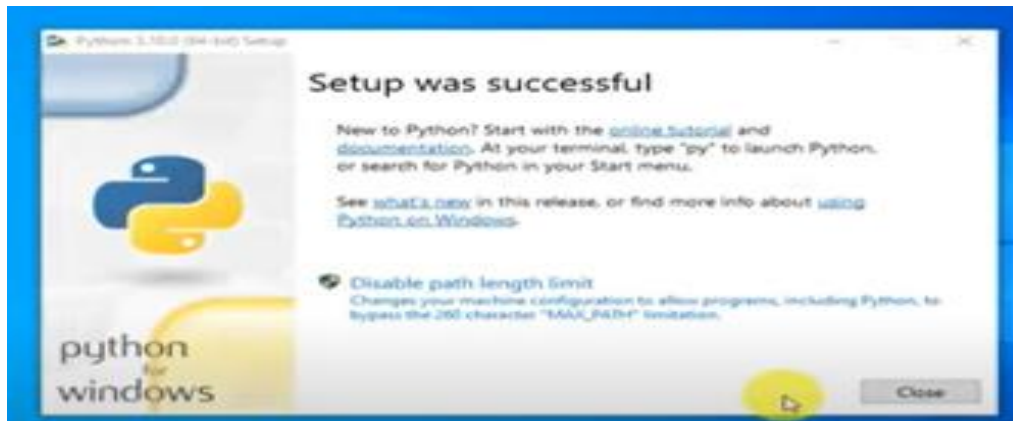 Python 3.10.0 (64-bit) Setup
Setup was successful
New to Python? Start with the online tutorial and
documentation. At your terminal, type "py" to launch Python,
or search for Python in your Start menu.
See what's new in this release, or find more info about using
Python on Windows.
Disable path length limit
Changes your machine configuration to allow programs, including Python, to
bypass the 260 character "MAX_PATH" limitation.
python
for
windows
Close